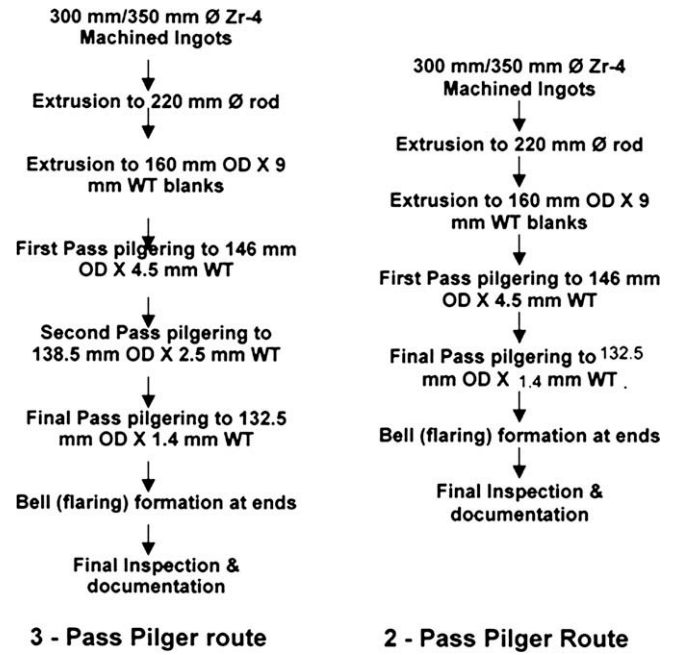 300 mm/350 mm Ø Zr-4
Machined Ingots
Extrusion to 220 mm Ø rod
Extrusion to 160 mm OD X 9
mm WT blanks
First Pass pilgering to 146 mm
OD X 4.5 mm WT
Second Pass pilgering to
138.5 mm OD X 2.5 mm WT
Final Pass pilgering to 132.5
mm OD X 1.4 mm WT
Bell (flaring) formation at ends
Final Inspection &
documentation
3 - Pass Pilger route
300 mm/350 mm Ø Zr-4
Machined Ingots
Extrusion to 220 mm Ø rod
Extrusion to 160 mm OD X 9
mm WT blanks
First Pass pilgering to 146 mm
OD X 4.5 mm WT
Final Pass pilgering to 132.5
mm OD X 1.4 mm WT .
Bell (flaring) formation at ends
Final Inspection &
documentation
2 - Pass Pilger Route